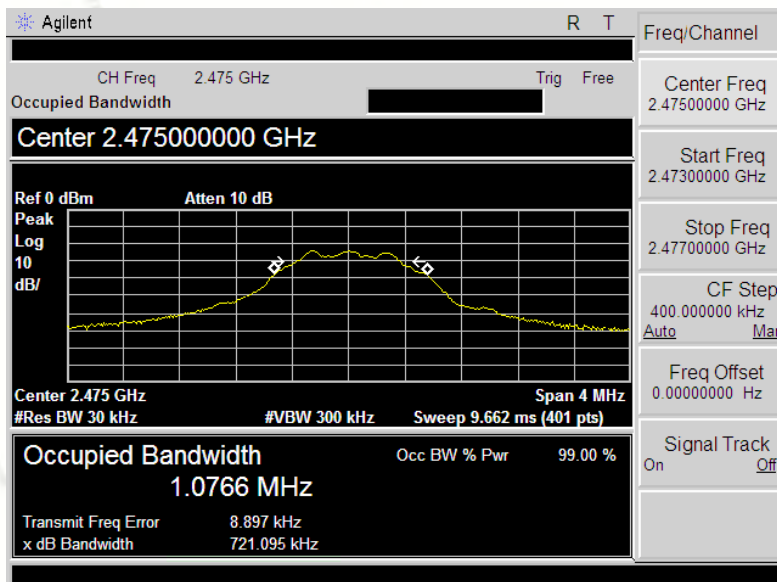 Agilent R T
CH Freq 2.475 GHz Trig Free
Occupied Bandwidth
Center 2.475000000 GHz
Ref 0 dBm Atten 10 dB
Peak
Log
10
dB/
Center 2.475 GHz Span 4 MHz
#Res BW 30 kHz #VBW 300 kHz Sweep 9.662 ms (401 pts)
Occupied Bandwidth Occ BW % Pwr 99.00 %
1.0766 MHz
Transmit Freq Error 8.897 kHz
x dB Bandwidth 721.095 kHz
Freq/Channel
Center Freq
2.47500000 GHz
Start Freq
2.47300000 GHz
Stop Freq
2.47700000 GHz
CF Step
400.000000 kHz
Auto
Freq Offset
0.00000000 Hz
Signal Track
On Off